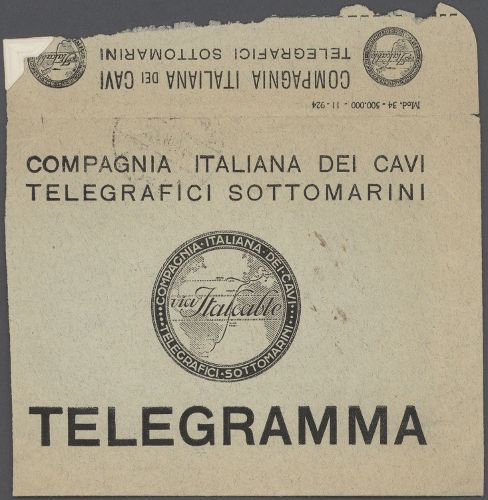 TELEGRAFICI SOTTOMARINI
COMPAGNIA ITALIANA DEI CAVI
Mod. 34 - 500.000 - 11 - 924
COMPAGNIA ITALIANA DEI CAVI
TELEGRAFICI SOTTOMARINI
COMPAGNIA · ITALIANA · DEI · CAVI
via Italcable
TELEGRAFICI · SOTTOMARINI
TELEGRAMMA